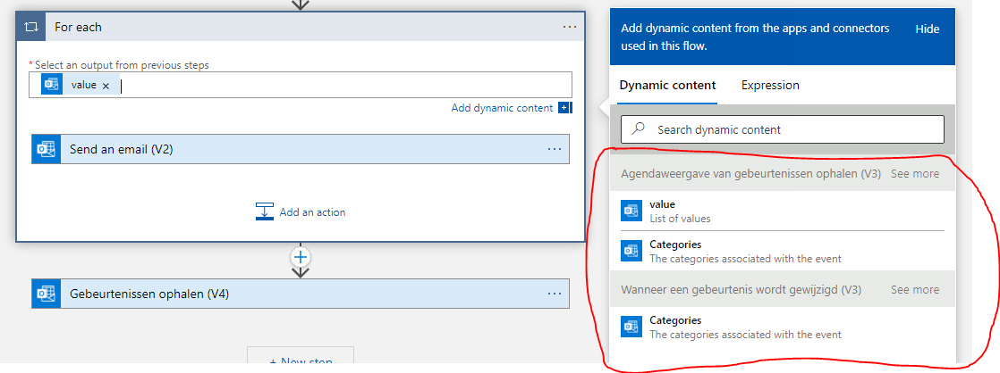 For each
...
* Select an output from previous steps
value ×
Add dynamic content
Send an email (V2)
...
Add an action
Gebeurtenissen ophalen (V4)
...
+ New step
Add dynamic content from the apps and connectors
used in this flow.
Hide
Dynamic content
Expression
Search dynamic content
Agendaweergave van gebeurtenissen ophalen (V3)
See more
value
List of values
Categories
The categories associated with the event
Wanneer een gebeurtenis wordt gewijzigd (V3)
See more
Categories
The categories associated with the event